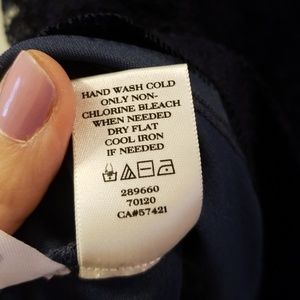 HAND WASH COLD
ONLY NON-
CHLORINE BLEACH
WHEN NEEDED
DRY FLAT
COOL IRON
IF NEEDED
289660
70120
CA#57421